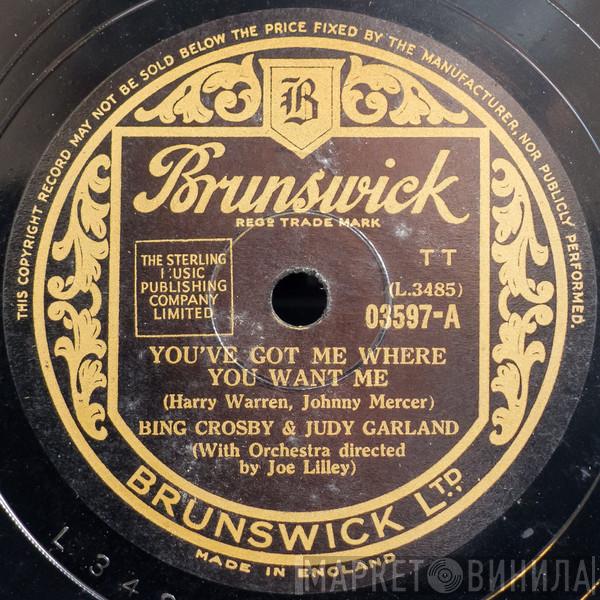 THIS COPYRIGHT RECORD MAY NOT BE SOLD BELOW THE PRICE FIXED BY THE MANUFACTURER, NOR PUBLICLY PERFORMED.
B
Brunswick
REGD TRADE MARK
THE STERLING
MUSIC
PUBLISHING
COMPANY
LIMITED
TT
(L.3485)
03597-A
YOU'VE GOT ME WHERE
YOU WANT ME
(Harry Warren, Johnny Mercer)
BING CROSBY & JUDY GARLAND
(With Orchestra directed
by Joe Lilley)
BRUNSWICK LTD.
MADE IN ENGLAND
L 348
МАРКЕТ ВИНИЛА